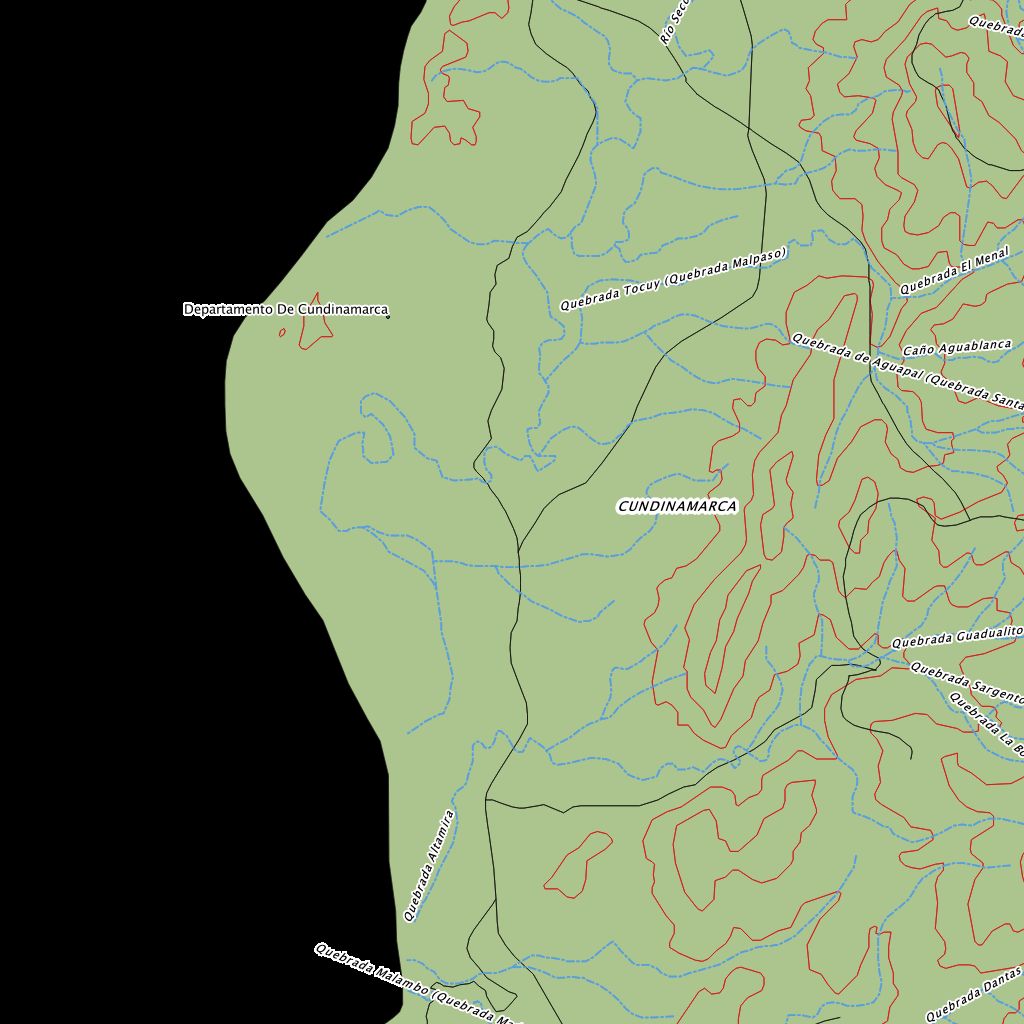 Río Seco
Quebrada
Quebrada Tocuy (Quebrada Malpaso)
Quebrada El Menal
Departamento De Cundinamarca
Quebrada de Aguapal (Quebrada Santa
Caño Aguablanca
CUNDINAMARCA
Quebrada Guadualito
Quebrada Sargento
Quebrada La Bo
Quebrada Altamira
Quebrada Malambo (Quebrada Ma
Quebrada Dantas